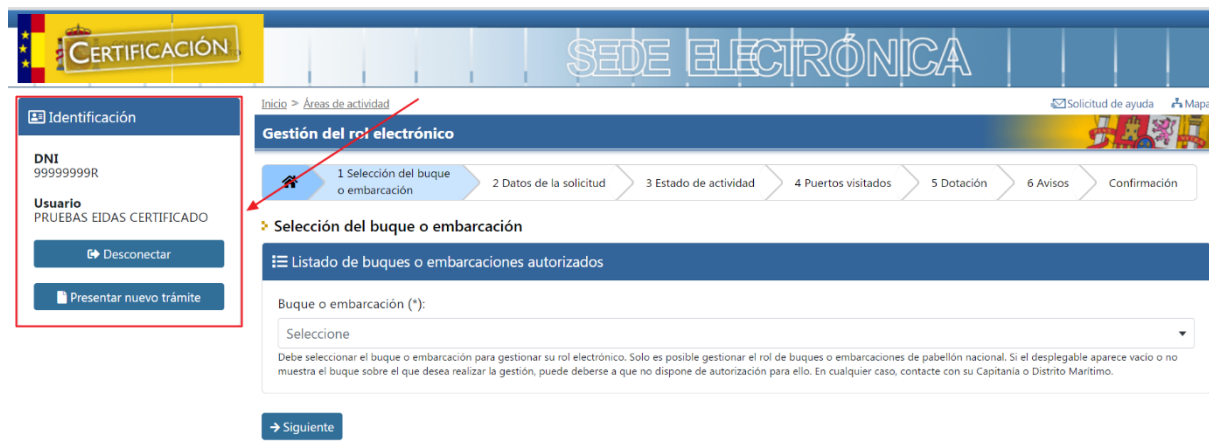 CERTIFICACIÓN
SEDE ELECTRÓNICA
Identificación
DNI
99999999R
Usuario
PRUEBAS EIDAS CERTIFICADO
Desconectar
Presentar nuevo trámite
Inicio > Áreas de actividad
Solicitud de ayuda
Mapa
Gestión del rol electrónico
1 Selección del buque
o embarcación
2 Datos de la solicitud
3 Estado de actividad
4 Puertos visitados
5 Dotación
6 Avisos
Confirmación
Selección del buque o embarcación
Listado de buques o embarcaciones autorizados
Buque o embarcación (*):
Seleccione
Debe seleccionar el buque o embarcación para gestionar su rol electrónico. Solo es posible gestionar el rol de buques o embarcaciones de pabellón nacional. Si el desplegable aparece vacío o no
muestra el buque sobre el que desea realizar la gestión, puede deberse a que no dispone de autorización para ello. En cualquier caso, contacte con su Capitanía o Distrito Marítimo.
Siguiente